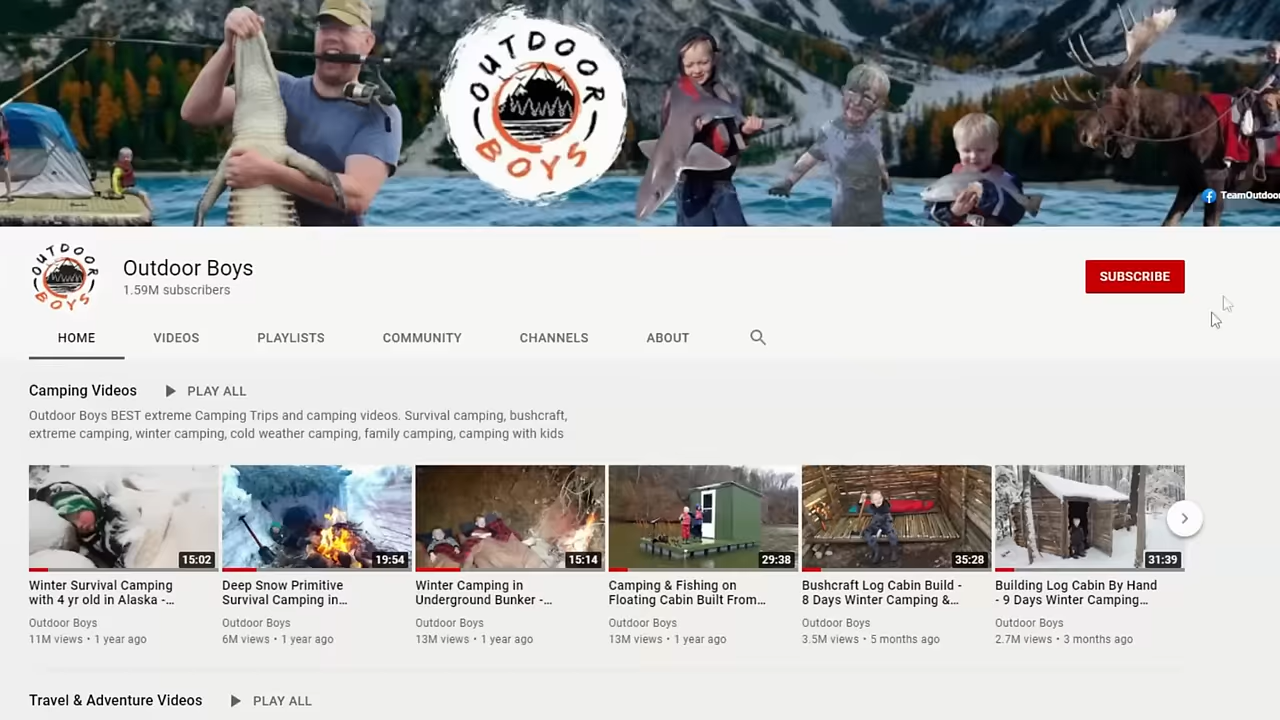 OUTDOOR
BOYS
TeamOutdoor
OUTDOOR
BOYS
Outdoor Boys
1.59M subscribers
SUBSCRIBE
HOME VIDEOS PLAYLISTS COMMUNITY CHANNELS ABOUT
Camping Videos PLAY ALL
Outdoor Boys BEST extreme Camping Trips and camping videos. Survival camping, bushcraft,
extreme camping, winter camping, cold weather camping, family camping, camping with kids
15:02 19:54 15:14 29:38 35:28 31:39
Winter Survival Camping
with 4 yr old in Alaska -...
Outdoor Boys
11M views • 1 year ago
Deep Snow Primitive
Survival Camping in...
Outdoor Boys
6M views • 1 year ago
Winter Camping in
Underground Bunker -...
Outdoor Boys
13M views • 1 year ago
Camping & Fishing on
Floating Cabin Built From...
Outdoor Boys
13M views • 1 year ago
Bushcraft Log Cabin Build -
8 Days Winter Camping &...
Outdoor Boys
3.5M views • 5 months ago
Building Log Cabin By Hand
- 9 Days Winter Camping...
Outdoor Boys
2.7M views • 3 months ago
Travel & Adventure Videos PLAY ALL